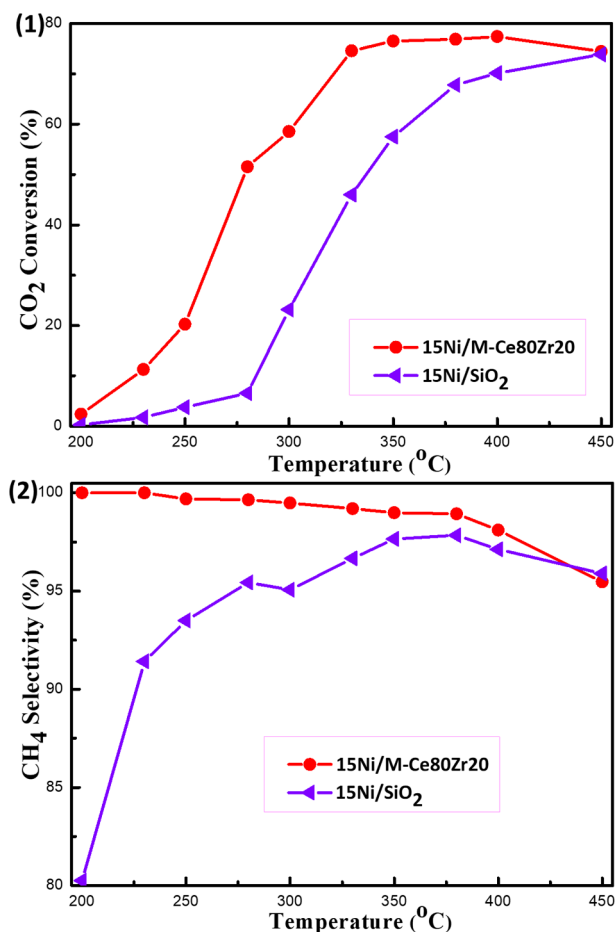 (1)
80
60
40
20
0
CO2 Conversion (%)
15Ni/M-Ce80Zr20
15Ni/SiO2
200 250 300 350 400 450
Temperature (oC)
(2)
100
95
90
85
80
CH4 Selectivity (%)
15Ni/M-Ce80Zr20
15Ni/SiO2
200 250 300 350 400 450
Temperature (oC)